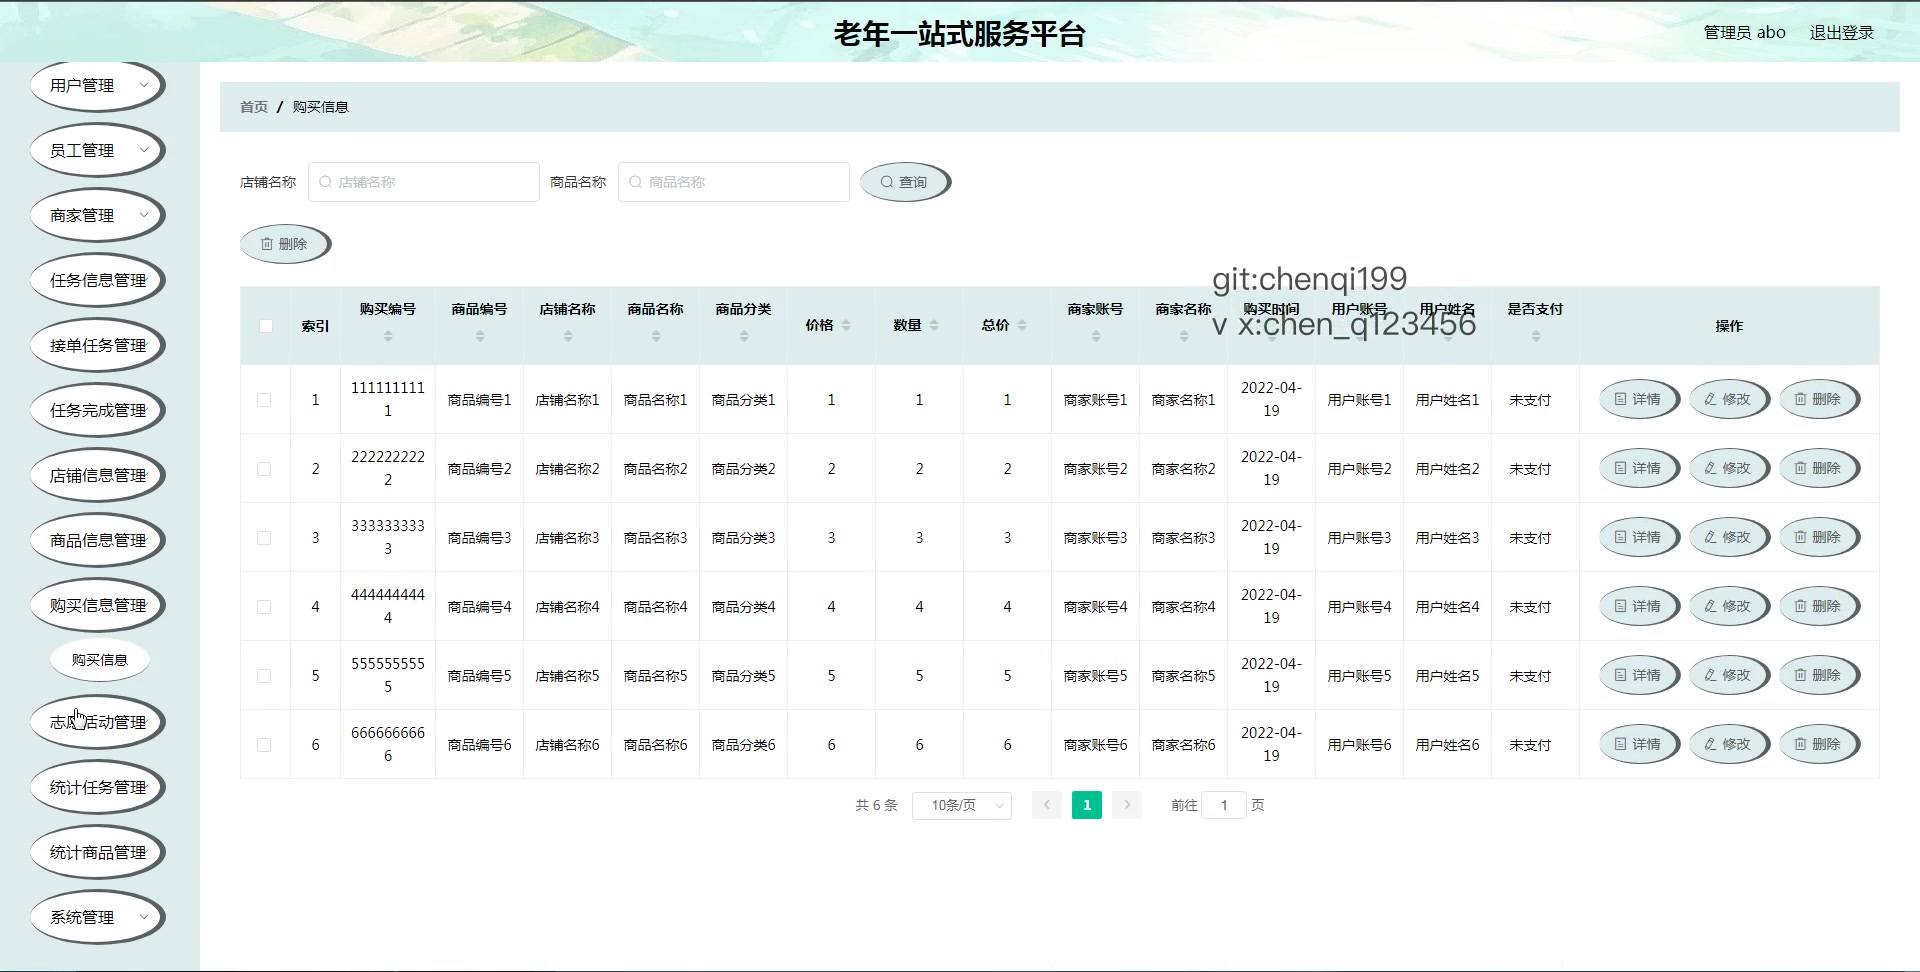 老年一站式服务平台
管理员 abo 退出登录
用户管理
员工管理
商家管理
任务信息管理
接单任务管理
任务完成管理
店铺信息管理
商品信息管理
购买信息管理
购买信息
志愿活动管理
统计任务管理
统计商品管理
系统管理
首页 / 购买信息
店铺名称 店铺名称 商品名称 商品名称 查询
删除
git:chenqi199
v x:chen_q123456
索引 购买编号 商品编号 店铺名称 商品名称 商品分类 价格 数量 总价 商家账号 商家名称 购买时间 用户账号 用户姓名 是否支付 操作
1 1111111111 商品编号1 店铺名称1 商品名称1 商品分类1 1 1 1 商家账号1 商家名称1 2022-04-19 用户账号1 用户姓名1 未支付 详情 修改 删除
2 2222222222 商品编号2 店铺名称2 商品名称2 商品分类2 2 2 2 商家账号2 商家名称2 2022-04-19 用户账号2 用户姓名2 未支付 详情 修改 删除
3 3333333333 商品编号3 店铺名称3 商品名称3 商品分类3 3 3 3 商家账号3 商家名称3 2022-04-19 用户账号3 用户姓名3 未支付 详情 修改 删除
4 4444444444 商品编号4 店铺名称4 商品名称4 商品分类4 4 4 4 商家账号4 商家名称4 2022-04-19 用户账号4 用户姓名4 未支付 详情 修改 删除
5 5555555555 商品编号5 店铺名称5 商品名称5 商品分类5 5 5 5 商家账号5 商家名称5 2022-04-19 用户账号5 用户姓名5 未支付 详情 修改 删除
6 6666666666 商品编号6 店铺名称6 商品名称6 商品分类6 6 6 6 商家账号6 商家名称6 2022-04-19 用户账号6 用户姓名6 未支付 详情 修改 删除
共 6 条 10条/页 1 前往 1 页